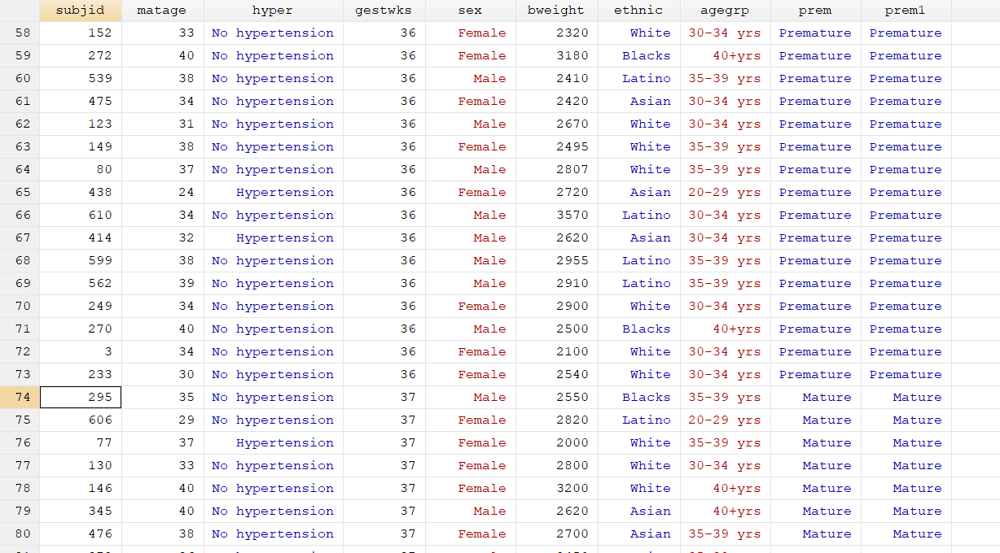 subjid matage hyper gestwks sex bweight ethnic agegrp prem prem1
58 152 33 No hypertension 36 Female 2320 White 30-34 yrs Premature Premature
59 272 40 No hypertension 36 Female 3180 Blacks 40+yrs Premature Premature
60 539 38 No hypertension 36 Male 2410 Latino 35-39 yrs Premature Premature
61 475 34 No hypertension 36 Female 2420 Asian 30-34 yrs Premature Premature
62 123 31 No hypertension 36 Male 2670 White 30-34 yrs Premature Premature
63 149 38 No hypertension 36 Female 2495 White 35-39 yrs Premature Premature
64 80 37 No hypertension 36 Male 2807 White 35-39 yrs Premature Premature
65 438 24 Hypertension 36 Female 2720 Asian 20-29 yrs Premature Premature
66 610 34 No hypertension 36 Male 3570 Latino 30-34 yrs Premature Premature
67 414 32 Hypertension 36 Male 2620 Asian 30-34 yrs Premature Premature
68 599 38 No hypertension 36 Male 2955 Latino 35-39 yrs Premature Premature
69 562 39 No hypertension 36 Male 2910 Latino 35-39 yrs Premature Premature
70 249 34 No hypertension 36 Female 2900 White 30-34 yrs Premature Premature
71 270 40 No hypertension 36 Male 2500 Blacks 40+yrs Premature Premature
72 3 34 No hypertension 36 Female 2100 White 30-34 yrs Premature Premature
73 233 30 No hypertension 36 Female 2540 White 30-34 yrs Premature Premature
74 295 35 No hypertension 37 Male 2550 Blacks 35-39 yrs Mature Mature
75 606 29 No hypertension 37 Female 2820 Latino 20-29 yrs Mature Mature
76 77 37 Hypertension 37 Female 2000 White 35-39 yrs Mature Mature
77 130 33 No hypertension 37 Female 2800 White 30-34 yrs Mature Mature
78 146 40 No hypertension 37 Female 3200 White 40+yrs Mature Mature
79 345 40 No hypertension 37 Male 2620 Asian 40+yrs Mature Mature
80 476 38 No hypertension 37 Female 2700 Asian 35-39 yrs Mature Mature